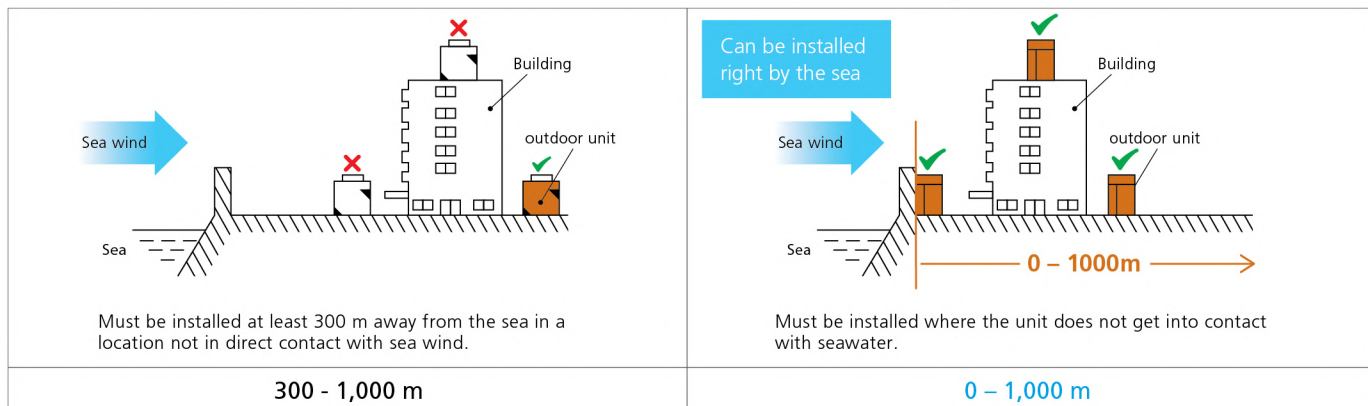 Building
outdoor unit
Sea wind
Sea
Must be installed at least 300 m away from the sea in a
location not in direct contact with sea wind.
300 - 1,000 m
Can be installed
right by the sea
Building
outdoor unit
Sea wind
Sea
0 – 1000m
Must be installed where the unit does not get into contact
with seawater.
0 – 1,000 m